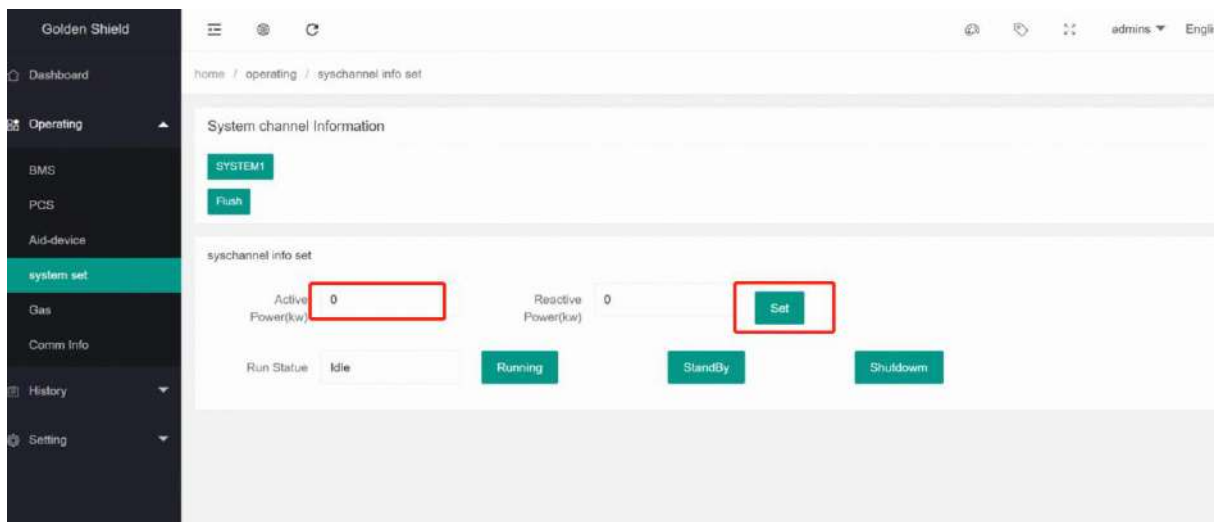 Golden Shield
admins
Engli
Dashboard
home / operating / syschannel info set
Operating
System channel Information
BMS
SYSTEM1
PCS
Flush
Aid-device
syschannel info set
system set
Active Power(kw)
0
Reactive Power(kw)
0
Set
Gas
Comm Info
Run Statue
Idle
Running
StandBy
Shutdowm
History
Setting